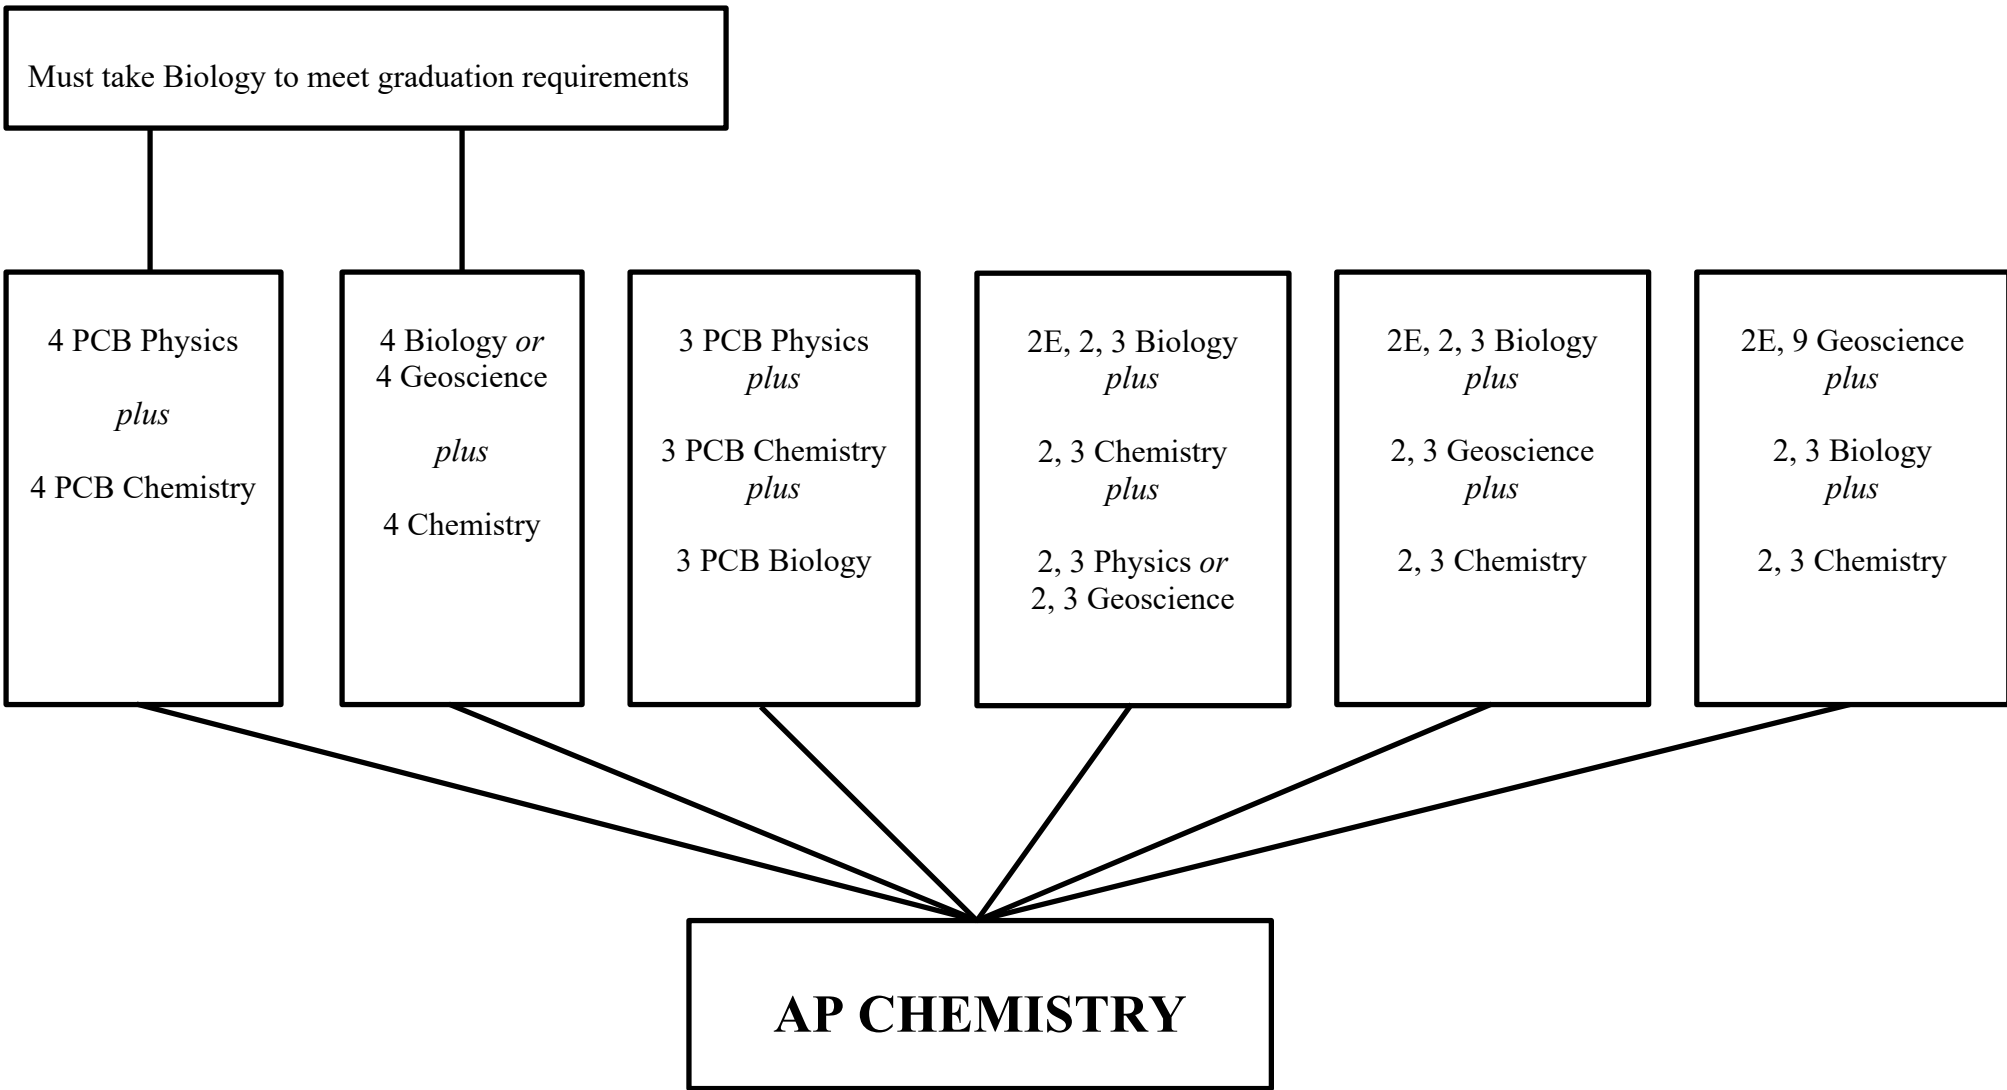 Must take Biology to meet graduation requirements
4 PCB Physics
plus
4 PCB Chemistry
4 Biology or
4 Geoscience
plus
4 Chemistry
3 PCB Physics
plus
3 PCB Chemistry
plus
3 PCB Biology
2E, 2, 3 Biology
plus
2, 3 Chemistry
plus
2, 3 Physics or
2, 3 Geoscience
2E, 2, 3 Biology
plus
2, 3 Geoscience
plus
2, 3 Chemistry
2E, 9 Geoscience
plus
2, 3 Biology
plus
2, 3 Chemistry
AP CHEMISTRY